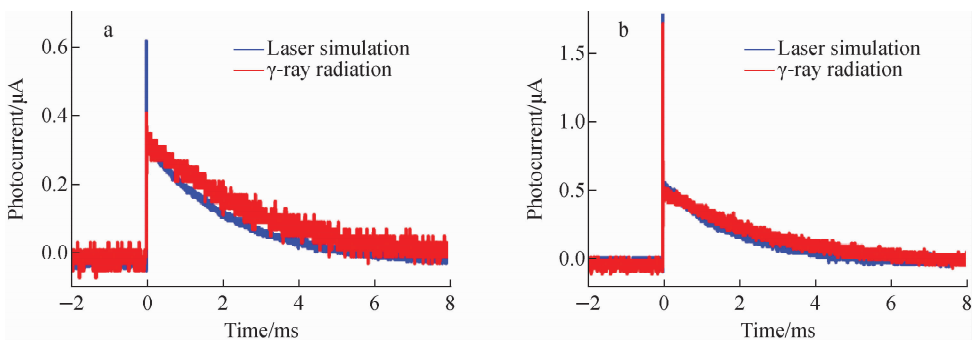 a
Laser simulation
γ-ray radiation
Photocurrent/μA
0.6
0.4
0.2
0.0
−2 0 2 4 6 8
Time/ms
b
Laser simulation
γ-ray radiation
Photocurrent/μA
1.5
1.0
0.5
0.0
−2 0 2 4 6 8
Time/ms